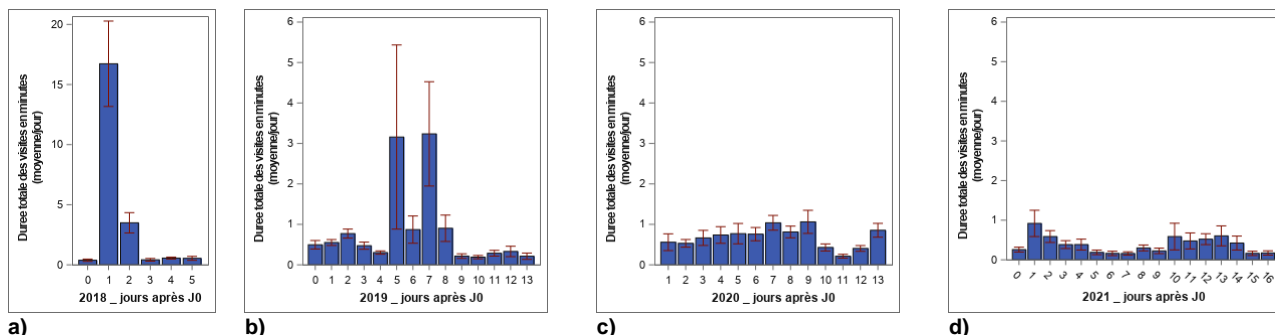 Duree totale des visites en minutes
(moyenne/jour)
20
15
10
5
0
0 1 2 3 4 5
2018 _ jours après J0
a)
Duree totale des visites en minutes
(moyenne/jour)
6
5
4
3
2
1
0
0 1 2 3 4 5 6 7 8 9 10 11 12 13
2019 _ jours après J0
b)
Duree totale des visites en minutes
(moyenne/jour)
6
5
4
3
2
1
0
1 2 3 4 5 6 7 8 9 10 11 12 13
2020 _ jours après J0
c)
Duree totale des visites en minutes
(moyenne/jour)
6
5
4
3
2
1
0
0 1 2 3 4 5 6 7 8 9 10 11 12 13 14 15 16
2021 _ jours après J0
d)